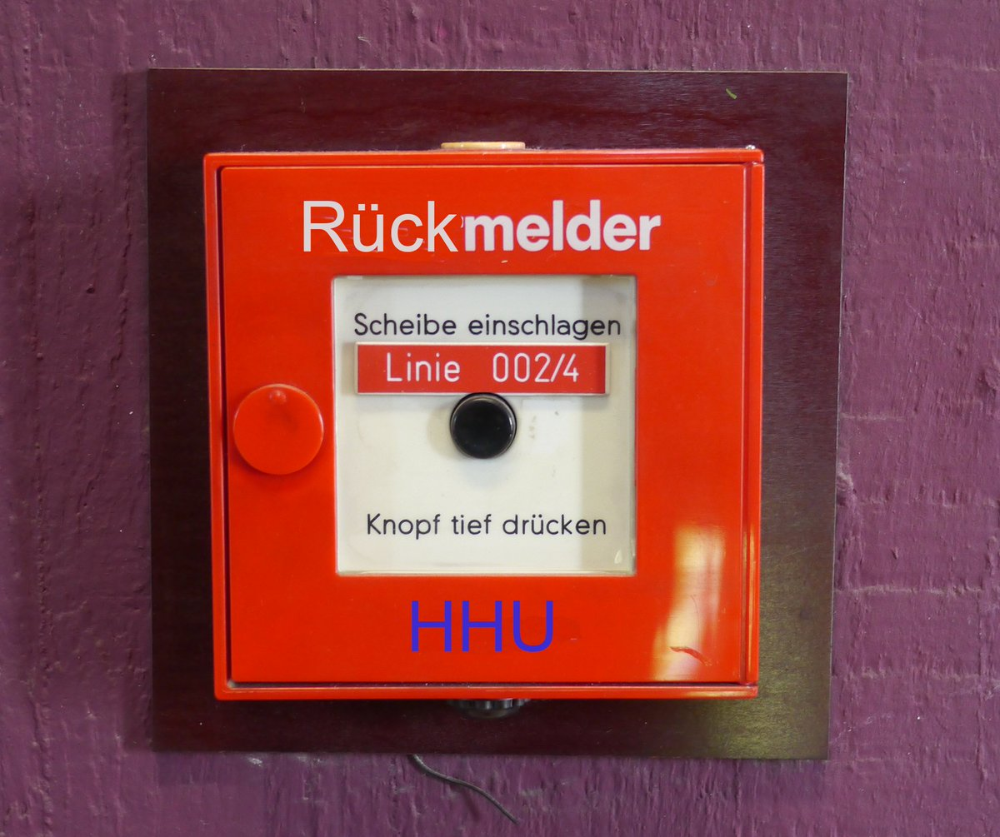 Rückmelder
Scheibe einschlagen
Linie 002/4
Knopf tief drücken
HHU